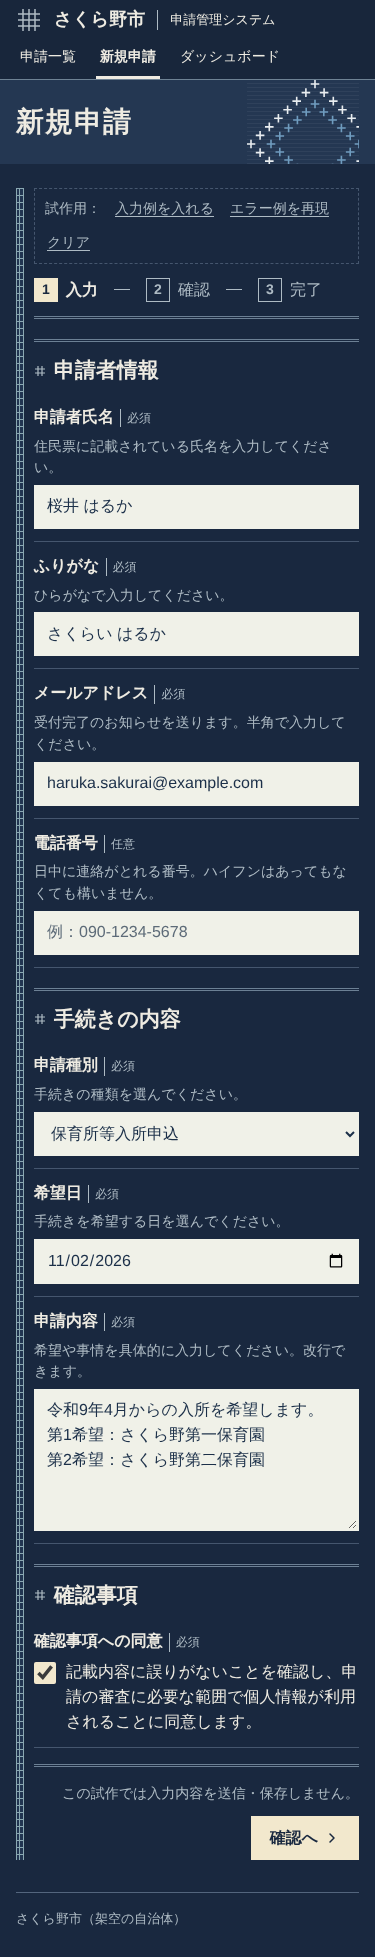 さくら野市 申請管理システム
申請一覧 新規申請 ダッシュボード
新規申請
試作用： 入力例を入れる エラー例を再現
クリア
1 入力 — 2 確認 — 3 完了
申請者情報
申請者氏名 必須
住民票に記載されている氏名を入力してくださ
い。
桜井 はるか
ふりがな 必須
ひらがなで入力してください。
さくらい はるか
メールアドレス 必須
受付完了のお知らせを送ります。半角で入力して
ください。
haruka.sakurai@example.com
電話番号 任意
日中に連絡がとれる番号。ハイフンはあってもな
くても構いません。
例：090-1234-5678
手続きの内容
申請種別 必須
手続きの種類を選んでください。
保育所等入所申込
希望日 必須
手続きを希望する日を選んでください。
11/02/2026
申請内容 必須
希望や事情を具体的に入力してください。改行で
きます。
令和9年4月からの入所を希望します。
第1希望：さくら野第一保育園
第2希望：さくら野第二保育園
確認事項
確認事項への同意 必須
記載内容に誤りがないことを確認し、申
請の審査に必要な範囲で個人情報が利用
されることに同意します。
この試作では入力内容を送信・保存しません。
確認へ
さくら野市（架空の自治体）